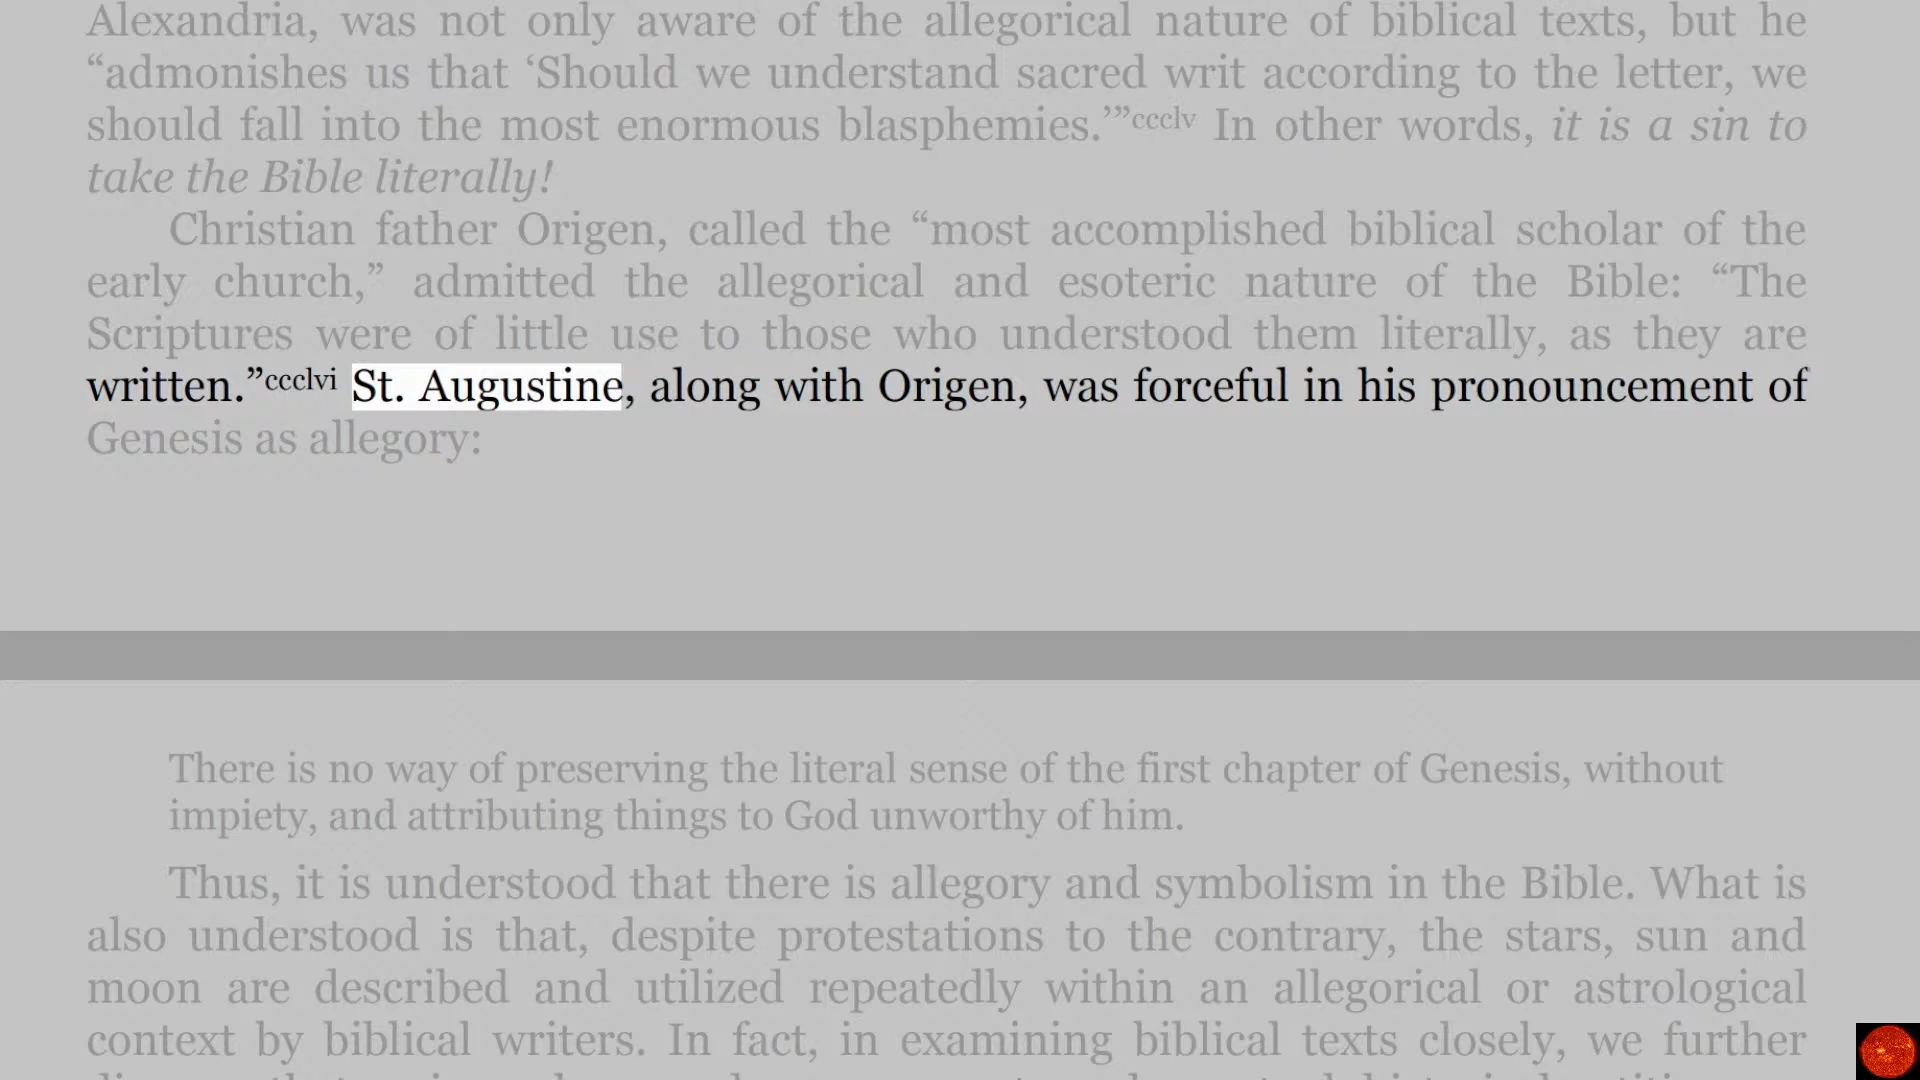 Alexandria, was not only aware of the allegorical nature of biblical texts, but he
“admonishes us that ‘Should we understand sacred writ according to the letter, we
should fall into the most enormous blasphemies.’”ccclv In other words, it is a sin to
take the Bible literally!
Christian father Origen, called the “most accomplished biblical scholar of the
early church,” admitted the allegorical and esoteric nature of the Bible: “The
Scriptures were of little use to those who understood them literally, as they are
written.”ccclvi St. Augustine, along with Origen, was forceful in his pronouncement of
Genesis as allegory:
There is no way of preserving the literal sense of the first chapter of Genesis, without
impiety, and attributing things to God unworthy of him.
Thus, it is understood that there is allegory and symbolism in the Bible. What is
also understood is that, despite protestations to the contrary, the stars, sun and
moon are described and utilized repeatedly within an allegorical or astrological
context by biblical writers. In fact, in examining biblical texts closely, we further